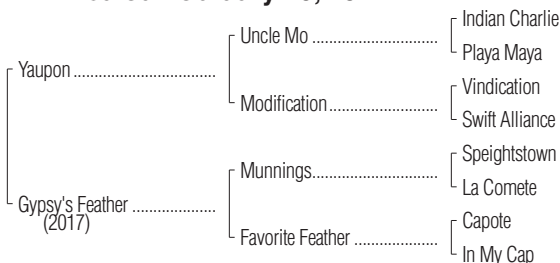 Indian Charlie
Uncle Mo
Playa Maya
Yaupon
Vindication
Modification
Swift Alliance
Speightstown
Munnings
La Comete
Gypsy's Feather
(2017)
Capote
Favorite Feather
In My Cap